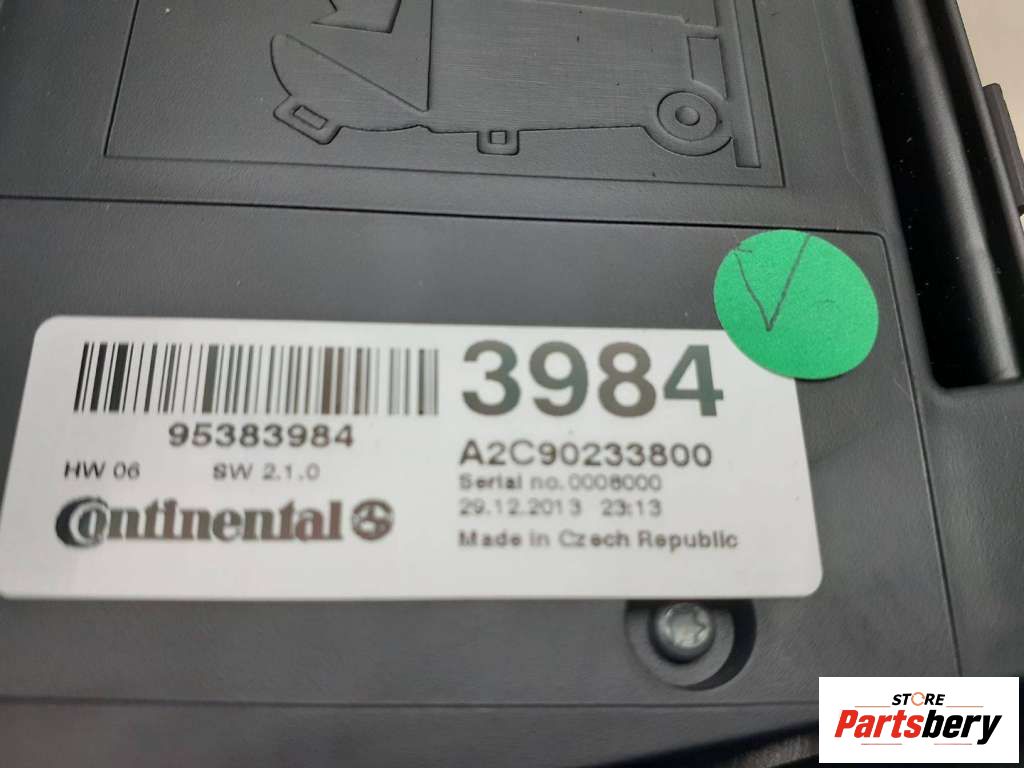 3984
95383984
A2C90233800
HW 06 SW 2.1.0
Serial no. 0008000
29.12.2013 23:13
Continental
Made in Czech Republic
STORE
Partsbery